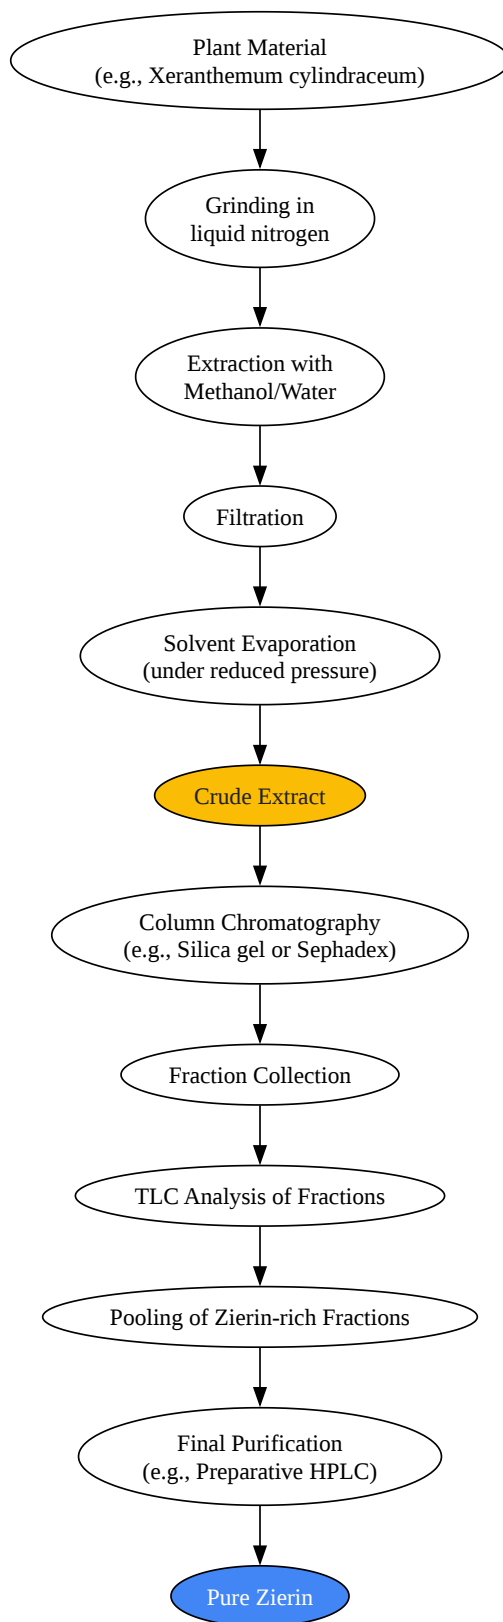 Plant Material
(e.g., Xeranthemum cylindraceum)
Grinding in
liquid nitrogen
Extraction with
Methanol/Water
Filtration
Solvent Evaporation
(under reduced pressure)
Crude Extract
Column Chromatography
(e.g., Silica gel or Sephadex)
Fraction Collection
TLC Analysis of Fractions
Pooling of Zierin-rich Fractions
Final Purification
(e.g., Preparative HPLC)
Pure Zierin